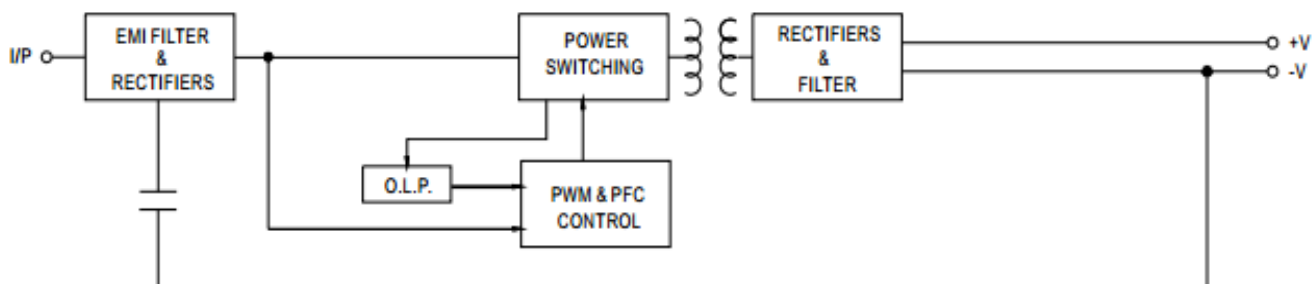 I/P
EMI FILTER
&
RECTIFIERS
POWER
SWITCHING
RECTIFIERS
&
FILTER
+V
-V
O.L.P.
PWM & PFC
CONTROL